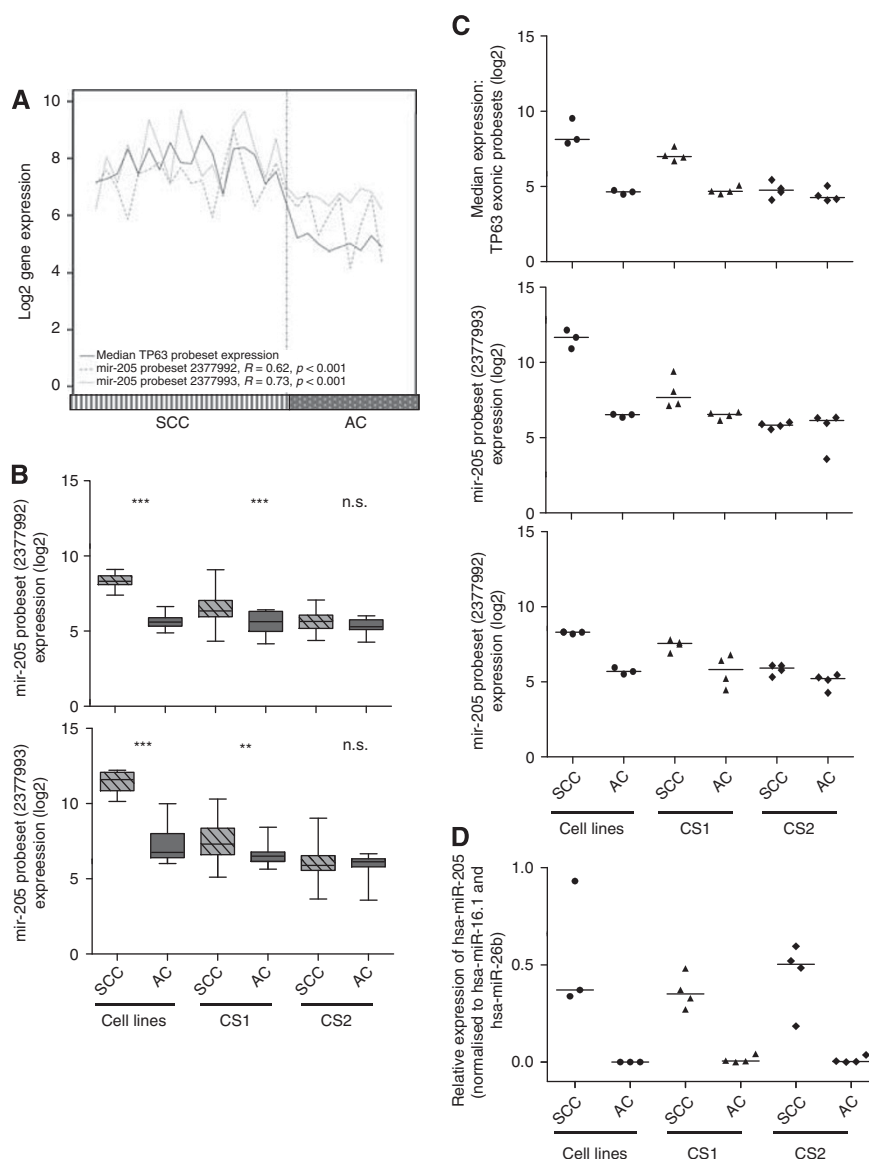 A
Log2 gene expression
10
8
6
4
2
0
Median TP63 probeset expression
mir-205 probeset 2377992, R = 0.62, p < 0.001
mir-205 probeset 2377993, R = 0.73, p < 0.001
SCC
AC
B
mir-205 probeset (2377992)
expreession (log2)
15
10
5
0
***
***
n.s.
mir-205 probeset (2377993)
expreession (log2)
15
10
5
0
***
**
n.s.
SCC
AC
SCC
AC
SCC
AC
Cell lines
CS1
CS2
C
Median expression:
TP63 exonic probesets (log2)
15
10
5
0
mir-205 probeset (2377993)
expression (log2)
15
10
5
0
mir-205 probeset (2377992)
expression (log2)
15
10
5
0
SCC
AC
SCC
AC
SCC
AC
Cell lines
CS1
CS2
D
Relative expression of hsa-miR-205
(normalised to hsa-miR-16.1 and
hsa-miR-26b)
1.0
0.5
0.0
SCC
AC
SCC
AC
SCC
AC
Cell lines
CS1
CS2